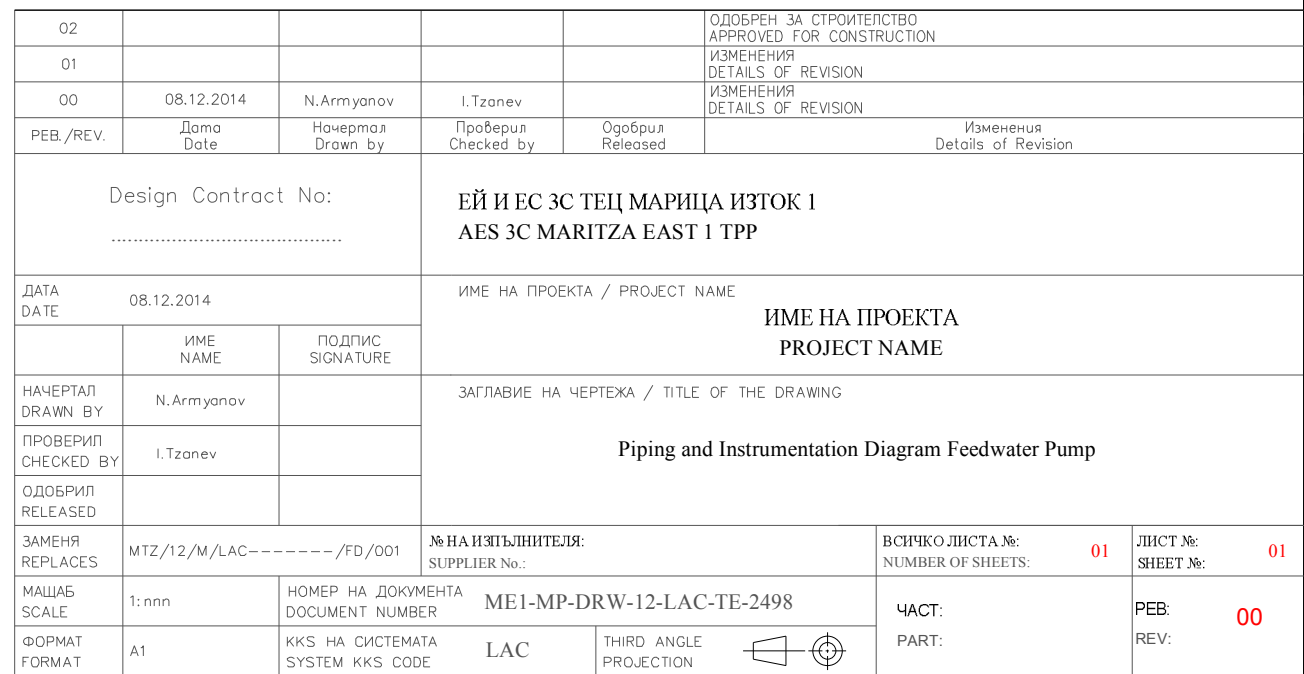 02
ОДОБРЕН ЗА СТРОИТЕЛСТВО
APPROVED FOR CONSTRUCTION
01
ИЗМЕНЕНИЯ
DETAILS OF REVISION
00 08.12.2014 N.Armyanov I.Tzanev
ИЗМЕНЕНИЯ
DETAILS OF REVISION
РЕВ./REV.
Дата
Date
Начертал
Drawn by
Проверил
Checked by
Одобрил
Released
Изменения
Details of Revision
Design Contract No:
..........................................
ЕЙ И ЕС 3С ТЕЦ МАРИЦА ИЗТОК 1
AES 3C MARITZA EAST 1 TPP
ДАТА
DATE
08.12.2014
ИМЕ НА ПРОЕКТА / PROJECT NAME
ИМЕ НА ПРОЕКТА
PROJECT NAME
ИМЕ
NAME
ПОДПИС
SIGNATURE
НАЧЕРТАЛ
DRAWN BY
N.Armyanov
ЗАГЛАВИЕ НА ЧЕРТЕЖА / TITLE OF THE DRAWING
Piping and Instrumentation Diagram Feedwater Pump
ПРОВЕРИЛ
CHECKED BY
I.Tzanev
ОДОБРИЛ
RELEASED
ЗАМЕНЯ
REPLACES
MTZ/12/M/LAC-------/FD/001
№ НА ИЗПЪЛНИТЕЛЯ:
SUPPLIER No.:
ВСИЧКО ЛИСТА №:
NUMBER OF SHEETS:
01
ЛИСТ №:
SHEET №:
01
МАЩАБ
SCALE
1:nnn
НОМЕР НА ДОКУМЕНТА
DOCUMENT NUMBER
ME1-MP-DRW-12-LAC-TE-2498
ЧАСТ:
PART:
РЕВ:
REV:
00
ФОРМАТ
FORMAT
A1
KKS НА СИСТЕМАТА
SYSTEM KKS CODE
LAC
THIRD ANGLE
PROJECTION